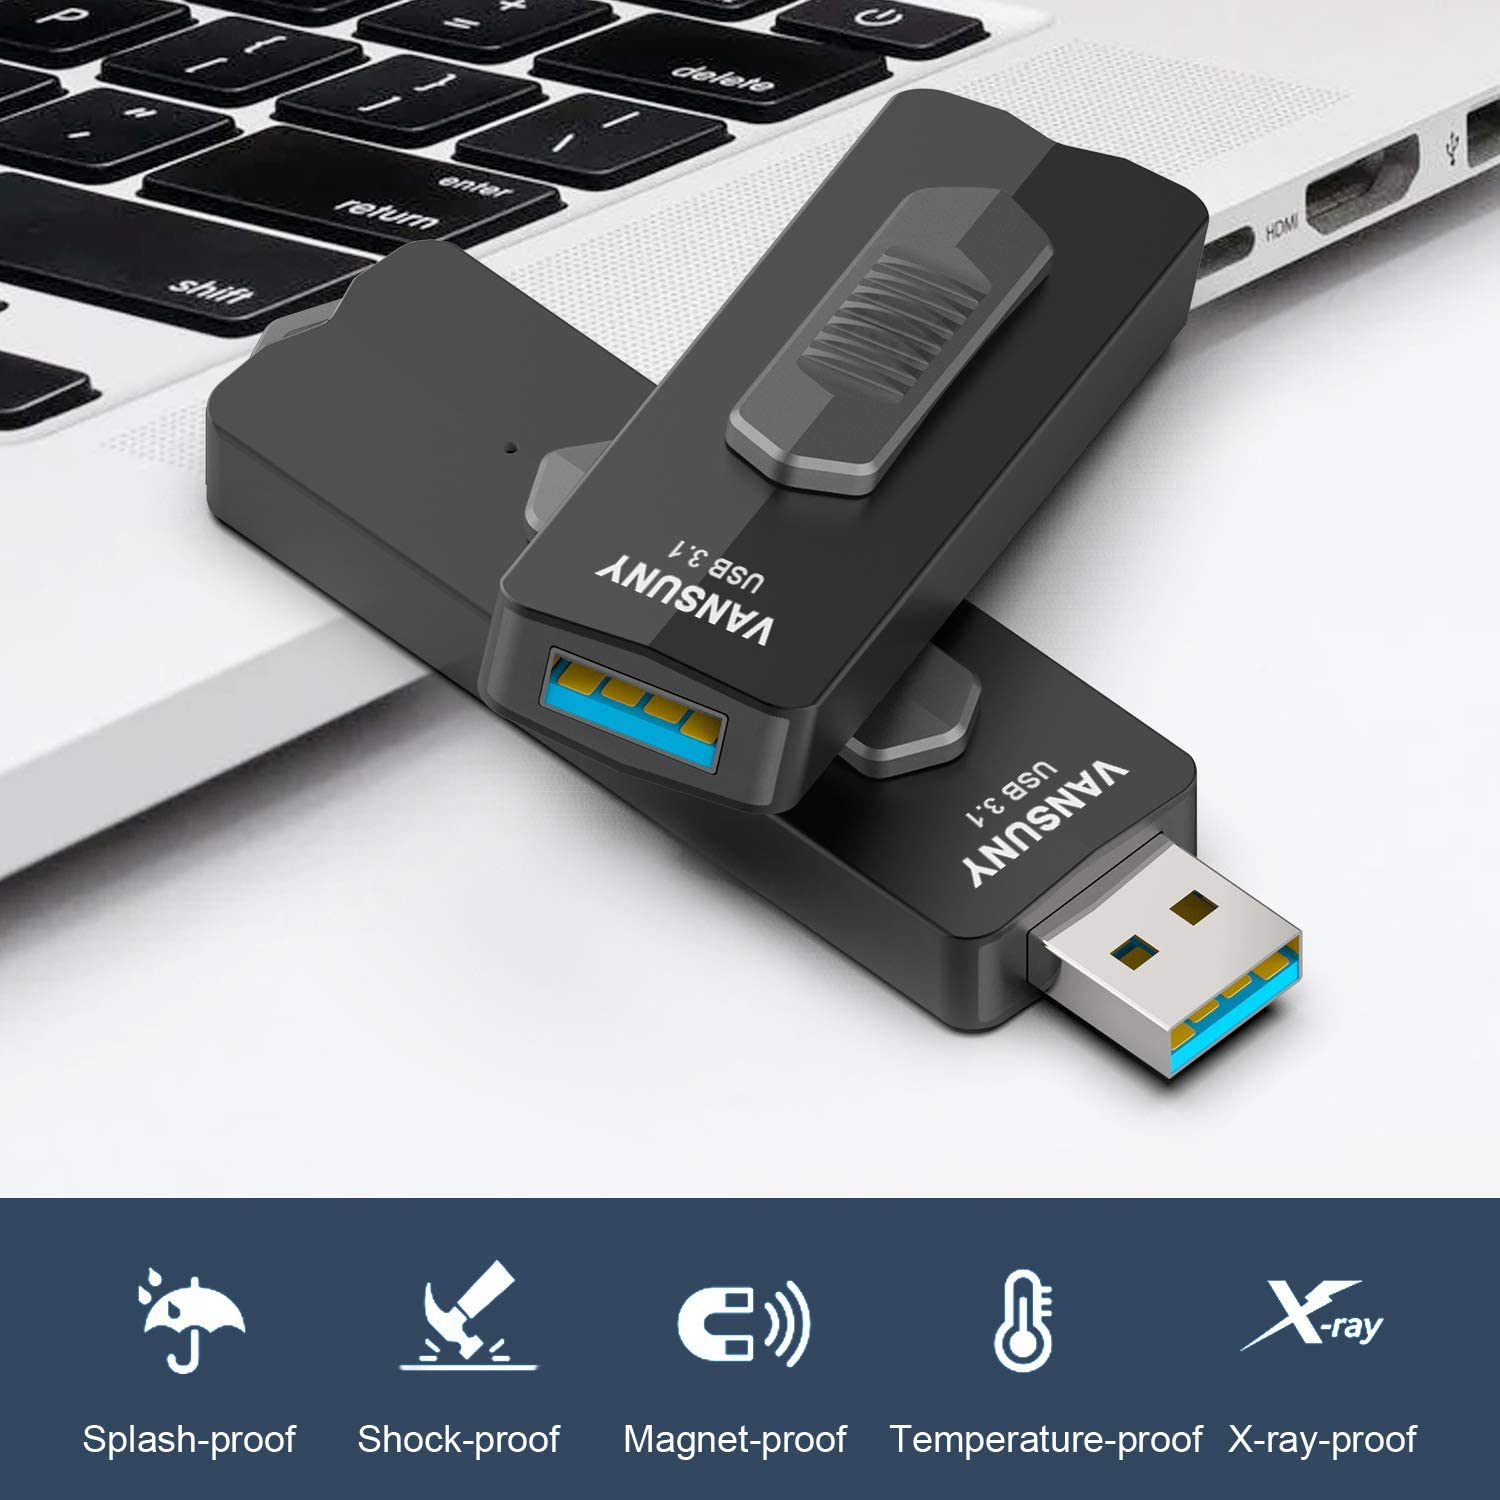 P
+
=
delete
{
[
}
]
"
'
|
\
enter
return
shift
HDMI
VANSUNY
USB 3.1
VANSUNY
USB 3.1
X-ray
Splash-proof
Shock-proof
Magnet-proof
Temperature-proof
X-ray-proof